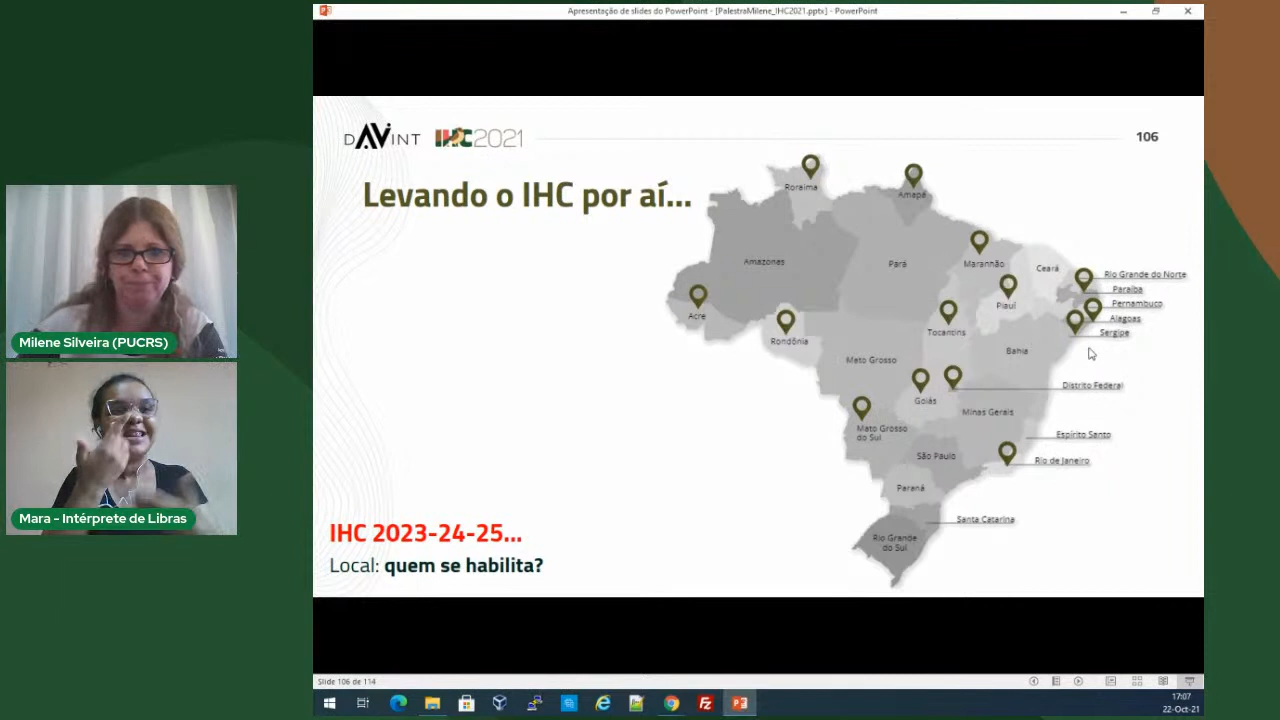 Apresentação de slides do PowerPoint - [PalestraMilene_IHC2021.pptx] - PowerPoint
DAVINT
IHC2021
106
Levando o IHC por aí...
Roraima
Amapá
Amazonas
Pará
Maranhão
Ceará
Rio Grande do Norte
Paraíba
Pernambuco
Alagoas
Sergipe
Piauí
Acre
Rondônia
Tocantins
Mato Grosso
Bahia
Distrito Federal
Goiás
Minas Gerais
Mato Grosso
do Sul
Espírito Santo
São Paulo
Rio de Janeiro
Paraná
Santa Catarina
Rio Grande
do Sul
IHC 2023-24-25...
Local: quem se habilita?
Milene Silveira (PUCRS)
Mara - Intérprete de Libras
Slide 106 de 114
17:07
22-Oct-21